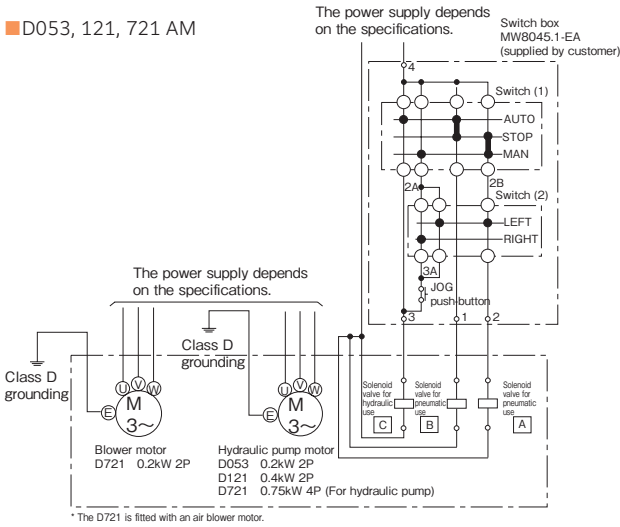 ■D053, 121, 721 AM
The power supply depends
on the specifications.
Switch box
MW8045.1-EA
(supplied by customer)
4
Switch (1)
AUTO
STOP
MAN
2A
2B
Switch (2)
LEFT
RIGHT
3A
JOG
push-button
3
1
2
The power supply depends
on the specifications.
Class D
grounding
Class D
grounding
U V W
E
M
3~
U V W
E
M
3~
Solenoid
valve for
hydraulic
use
C
Solenoid
valve for
pneumatic
use
B
Solenoid
valve for
pneumatic
use
A
Blower motor
D721 0.2kW 2P
Hydraulic pump motor
D053 0.2kW 2P
D121 0.4kW 2P
D721 0.75kW 4P (For hydraulic pump)
* The D721 is fitted with an air blower motor.